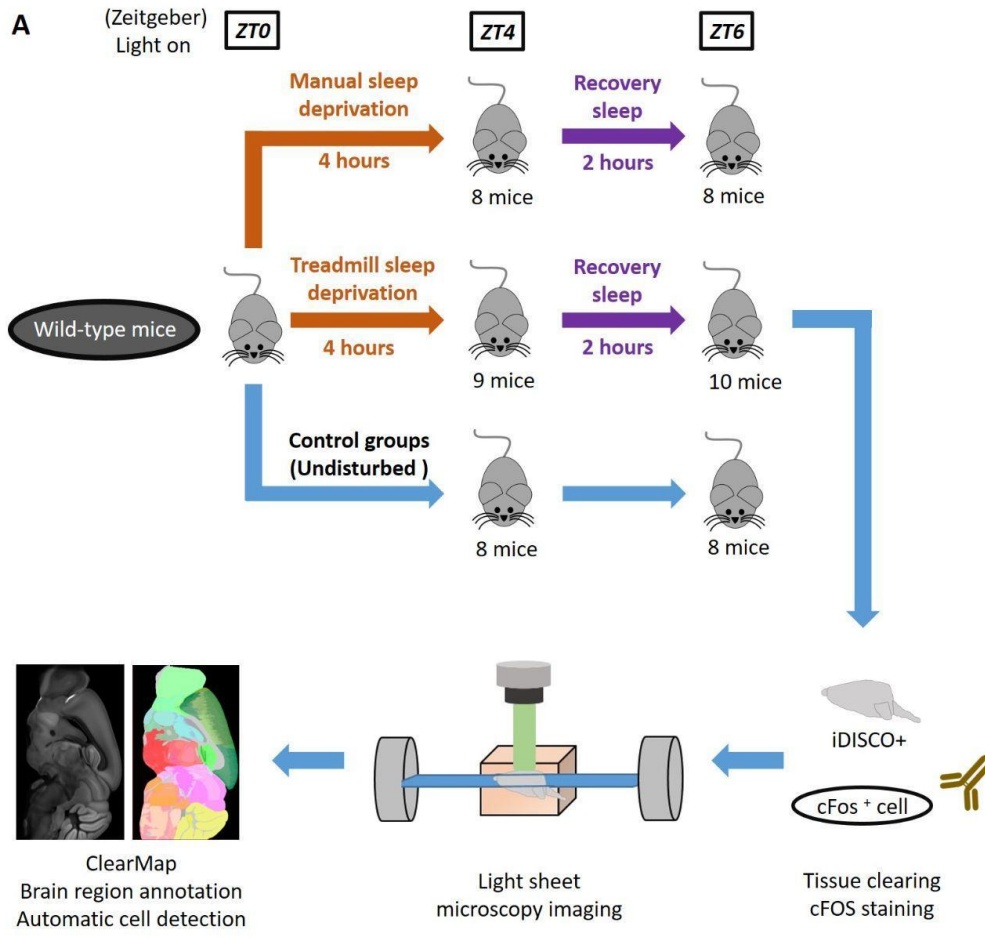 A
(Zeitgeber)
Light on
ZT0
ZT4
ZT6
Manual sleep
deprivation
4 hours
8 mice
Recovery
sleep
2 hours
8 mice
Wild-type mice
Treadmill sleep
deprivation
4 hours
9 mice
Recovery
sleep
2 hours
10 mice
Control groups
(Undisturbed )
8 mice
8 mice
iDISCO+
cFos + cell
Tissue clearing
cFOS staining
Light sheet
microscopy imaging
ClearMap
Brain region annotation
Automatic cell detection